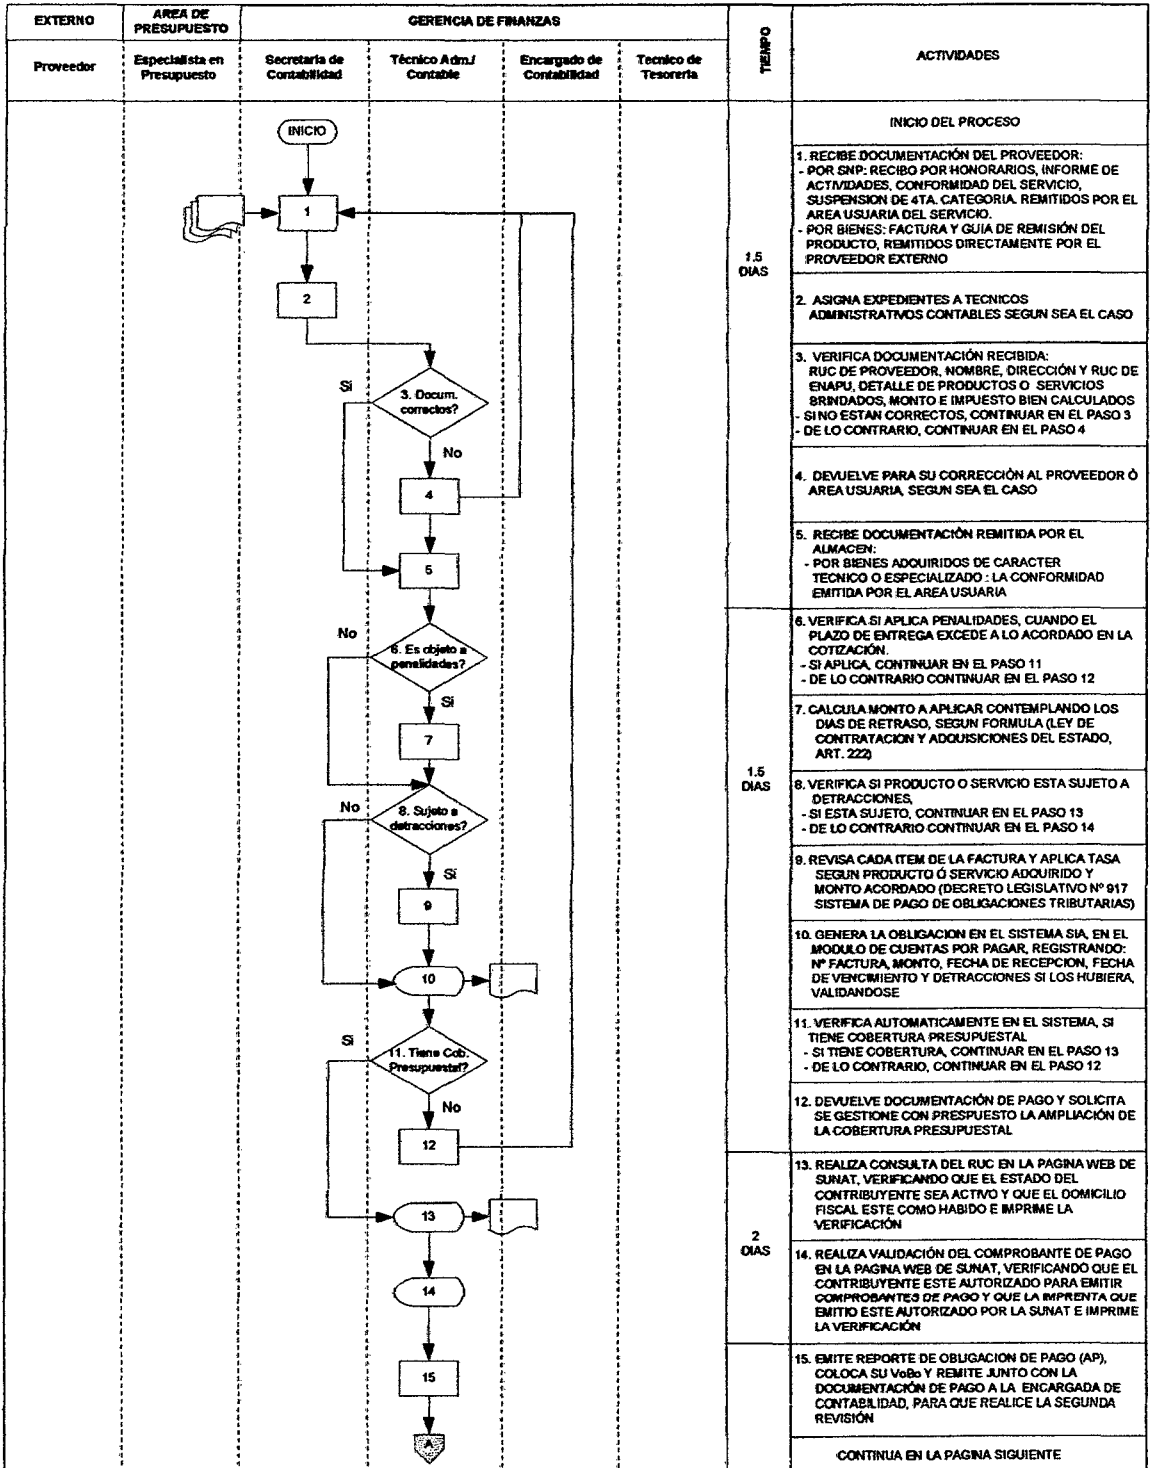 EXTERNO
AREA DE
PRESUPUESTO
GERENCIA DE FINANZAS
TIEMPO
ACTIVIDADES
Proveedor
Especialista en
Presupuesto
Secretaria de
Contabilidad
Técnico Adm./
Contable
Encargado de
Contabilidad
Tecnico de
Tesoreria
INICIO
1
2
3. Docum.
correctos?
Si
No
4
5
6. Es objeto a
penalidades?
No
Si
7
8. Sujeto a
detracciones?
No
Si
9
10
11. Tiene Cob.
Presupuestal?
Si
No
12
13
14
15
A
1.5
DIAS
1.5
DIAS
2
DIAS
INICIO DEL PROCESO
1. RECIBE DOCUMENTACIÓN DEL PROVEEDOR:
- POR SNP: RECIBO POR HONORARIOS, INFORME DE
ACTIVIDADES, CONFORMIDAD DEL SERVICIO,
SUSPENSION DE 4TA. CATEGORIA. REMITIDOS POR EL
AREA USUARIA DEL SERVICIO.
- POR BIENES: FACTURA Y GUIA DE REMISIÓN DEL
PRODUCTO, REMITIDOS DIRECTAMENTE POR EL
PROVEEDOR EXTERNO
2. ASIGNA EXPEDIENTES A TECNICOS
ADMINISTRATIVOS CONTABLES SEGUN SEA EL CASO
3. VERIFICA DOCUMENTACIÓN RECIBIDA:
RUC DE PROVEEDOR, NOMBRE, DIRECCIÓN Y RUC DE
ENAPU, DETALLE DE PRODUCTOS O SERVICIOS
BRINDADOS, MONTO E IMPUESTO BIEN CALCULADOS
- SI NO ESTAN CORRECTOS, CONTINUAR EN EL PASO 3
- DE LO CONTRARIO, CONTINUAR EN EL PASO 4
4. DEVUELVE PARA SU CORRECCIÓN AL PROVEEDOR Ó
AREA USUARIA, SEGUN SEA EL CASO
5. RECIBE DOCUMENTACIÓN REMITIDA POR EL
ALMACEN:
- POR BIENES ADQUIRIDOS DE CARACTER
TECNICO O ESPECIALIZADO : LA CONFORMIDAD
EMITIDA POR EL AREA USUARIA
6. VERIFICA SI APLICA PENALIDADES, CUANDO EL
PLAZO DE ENTREGA EXCEDE A LO ACORDADO EN LA
COTIZACIÓN.
- SI APLICA, CONTINUAR EN EL PASO 11
- DE LO CONTRARIO CONTINUAR EN EL PASO 12
7. CALCULA MONTO A APLICAR CONTEMPLANDO LOS
DIAS DE RETRASO, SEGUN FORMULA (LEY DE
CONTRATACION Y ADQUISICIONES DEL ESTADO,
ART. 222)
8. VERIFICA SI PRODUCTO O SERVICIO ESTA SUJETO A
DETRACCIONES,
- SI ESTA SUJETO, CONTINUAR EN EL PASO 13
- DE LO CONTRARIO CONTINUAR EN EL PASO 14
9. REVISA CADA ITEM DE LA FACTURA Y APLICA TASA
SEGUN PRODUCTO Ó SERVICIO ADQUIRIDO Y
MONTO ACORDADO (DECRETO LEGISLATIVO Nº 917
SISTEMA DE PAGO DE OBLIGACIONES TRIBUTARIAS)
10. GENERA LA OBLIGACION EN EL SISTEMA SIA, EN EL
MODULO DE CUENTAS POR PAGAR, REGISTRANDO:
Nº FACTURA, MONTO, FECHA DE RECEPCION, FECHA
DE VENCIMIENTO Y DETRACCIONES SI LOS HUBIERA,
VALIDANDOSE
11. VERIFICA AUTOMATICAMENTE EN EL SISTEMA, SI
TIENE COBERTURA PRESUPUESTAL
- SI TIENE COBERTURA, CONTINUAR EN EL PASO 13
- DE LO CONTRARIO, CONTINUAR EN EL PASO 12
12. DEVUELVE DOCUMENTACIÓN DE PAGO Y SOLICITA
SE GESTIONE CON PRESPUESTO LA AMPLIACIÓN DE
LA COBERTURA PRESUPUESTAL
13. REALIZA CONSULTA DEL RUC EN LA PAGINA WEB DE
SUNAT, VERIFICANDO QUE EL ESTADO DEL
CONTRIBUYENTE SEA ACTIVO Y QUE EL DOMICILIO
FISCAL ESTE COMO HABIDO E IMPRIME LA
VERIFICACIÓN
14. REALIZA VALIDACIÓN DEL COMPROBANTE DE PAGO
EN LA PAGINA WEB DE SUNAT, VERIFICANDO QUE EL
CONTRIBUYENTE ESTE AUTORIZADO PARA EMITIR
COMPROBANTES DE PAGO Y QUE LA IMPRENTA QUE
EMITIO ESTE AUTORIZADO POR LA SUNAT E IMPRIME
LA VERIFICACIÓN
15. EMITE REPORTE DE OBLIGACION DE PAGO (AP),
COLOCA SU VoBo Y REMITE JUNTO CON LA
DOCUMENTACIÓN DE PAGO A LA ENCARGADA DE
CONTABILIDAD, PARA QUE REALICE LA SEGUNDA
REVISIÓN
CONTINUA EN LA PAGINA SIGUIENTE